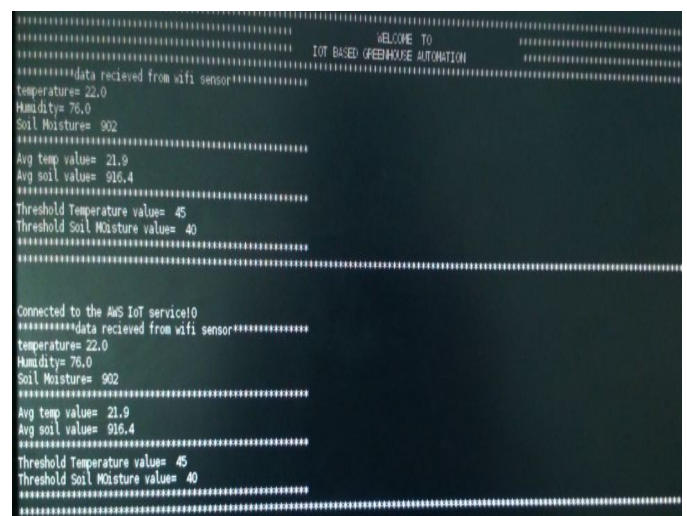 WELCOME TO
IOT BASED GREENHOUSE AUTOMATION
***********data recieved from wifi sensor***************
temperature= 22.0
Humidity= 76.0
Soil Moisture= 902
Avg temp value= 21.9
Avg soil value= 916.4
Threshold Temperature value= 45
Threshold Soil MOisture value= 40
Connected to the AWS IoT service!0
***********data recieved from wifi sensor***************
temperature= 22.0
Humidity= 76.0
Soil Moisture= 902
Avg temp value= 21.9
Avg soil value= 916.4
Threshold Temperature value= 45
Threshold Soil MOisture value= 40